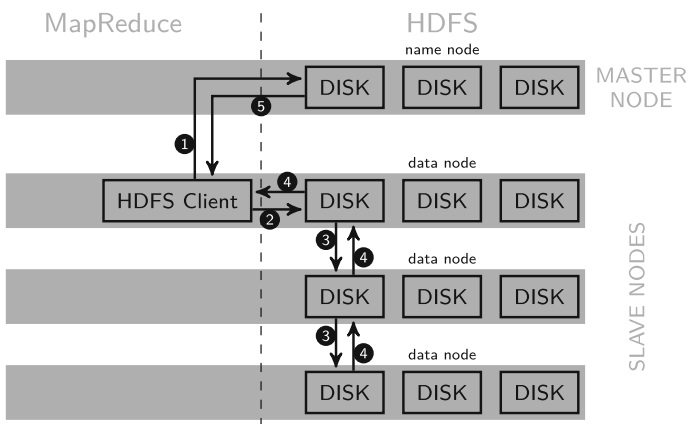 MapReduce
HDFS
name node
DISK
DISK
DISK
MASTER
NODE
5
1
data node
4
HDFS Client
DISK
DISK
DISK
2
3
4
data node
DISK
DISK
DISK
3
4
data node
DISK
DISK
DISK
SLAVE NODES